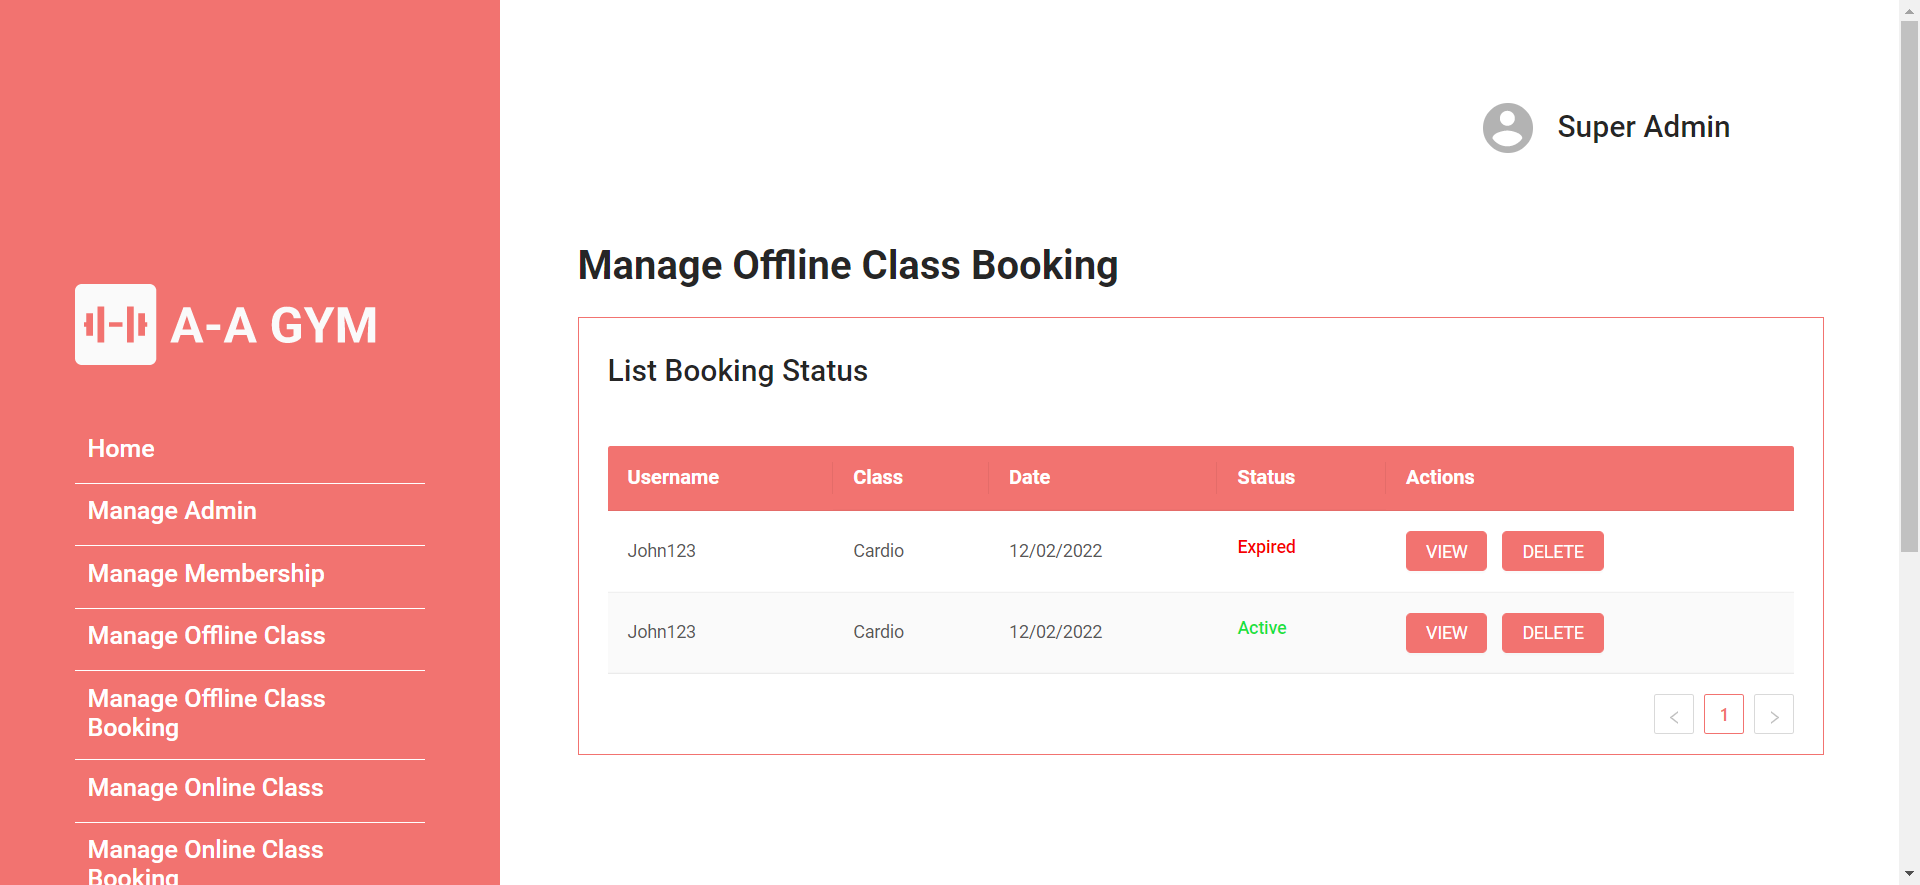 Super Admin
A-A GYM
Home
Manage Admin
Manage Membership
Manage Offline Class
Manage Offline Class
Booking
Manage Online Class
Manage Online Class
Booking
Manage Offline Class Booking
List Booking Status
Username Class Date Status Actions
John123 Cardio 12/02/2022 Expired VIEW DELETE
John123 Cardio 12/02/2022 Active VIEW DELETE
< 1 >